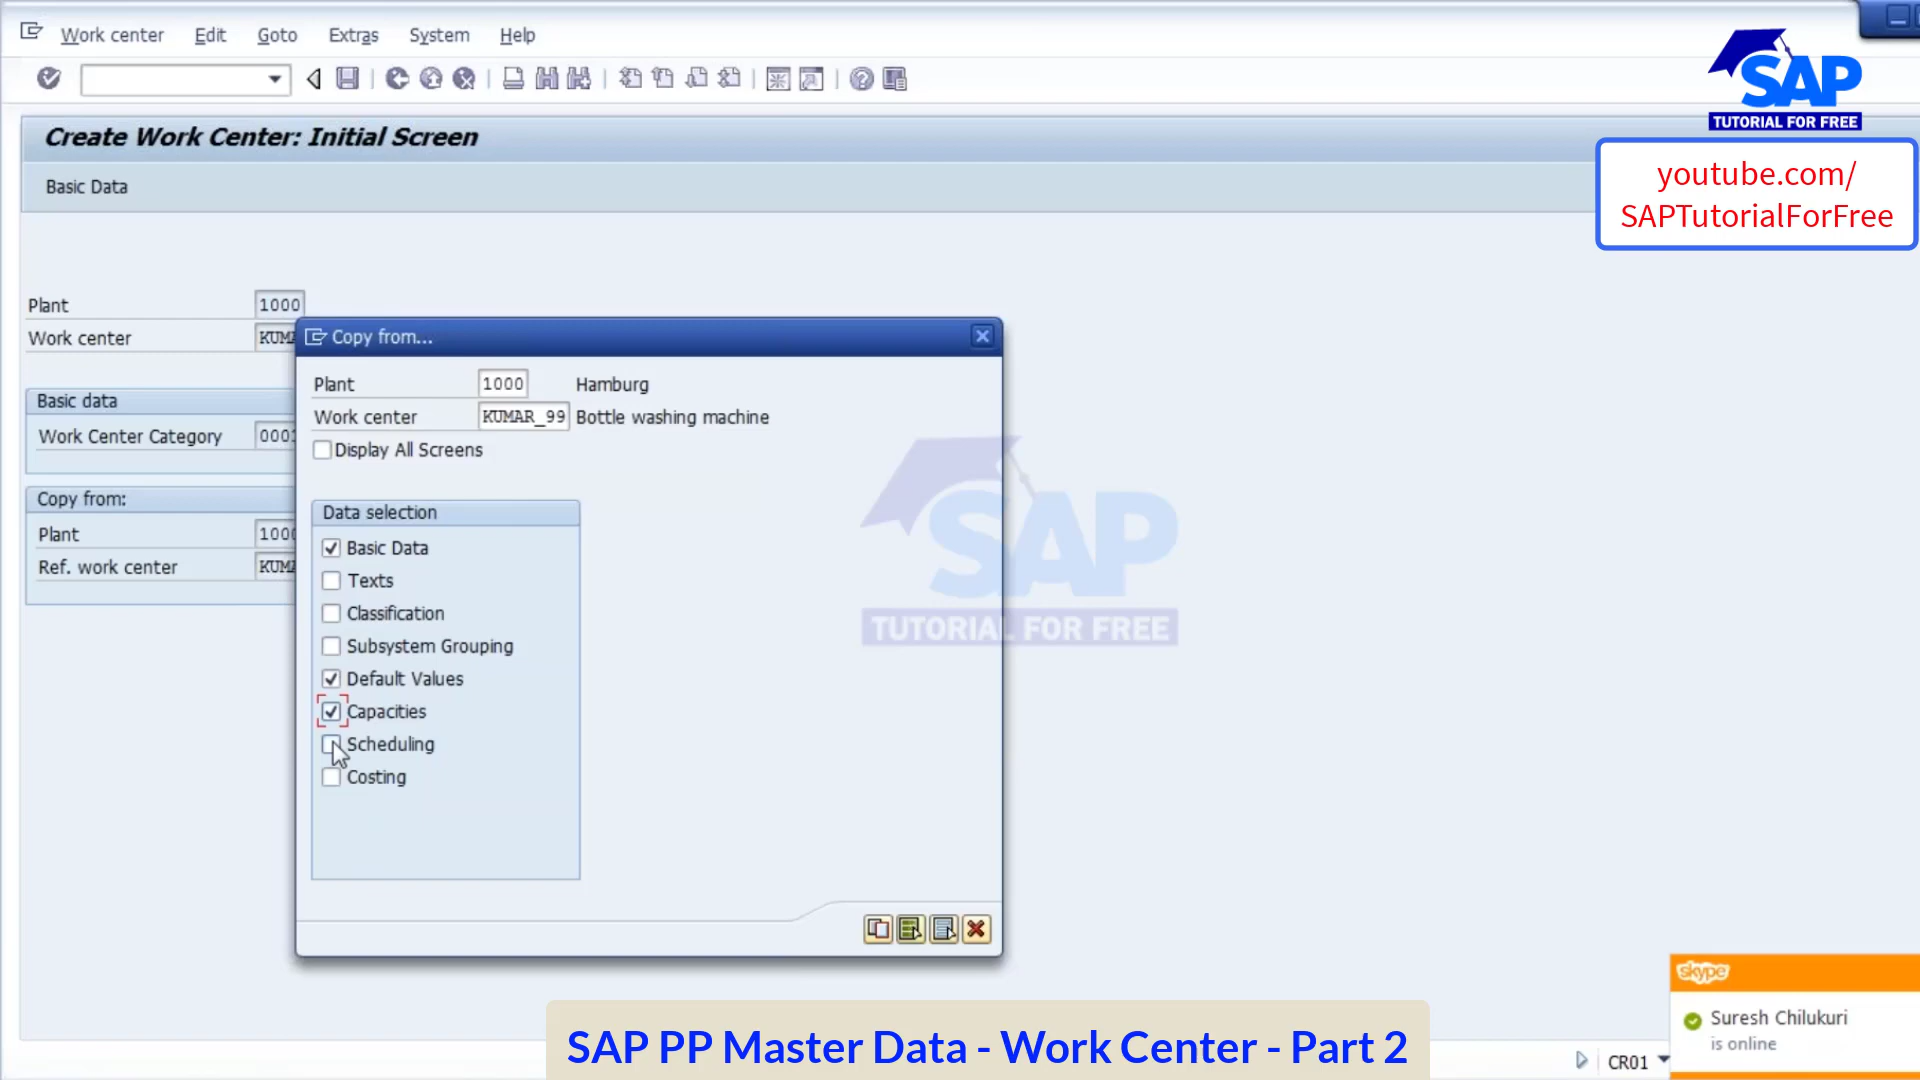 Work center Edit Goto Extras System Help
SAP
TUTORIAL FOR FREE
Create Work Center: Initial Screen
youtube.com/
SAPTutorialForFree
Basic Data
Plant 1000
Work center
Basic data
Work Center Category
Copy from:
Plant
Ref. work center
Copy from...
Plant 1000 Hamburg
Work center KUMAR_99 Bottle washing machine
Display All Screens
Data selection
Basic Data
Texts
Classification
Subsystem Grouping
Default Values
Capacities
Scheduling
Costing
SAP
TUTORIAL FOR FREE
skype
Suresh Chilukuri
is online
SAP PP Master Data - Work Center - Part 2
CR01